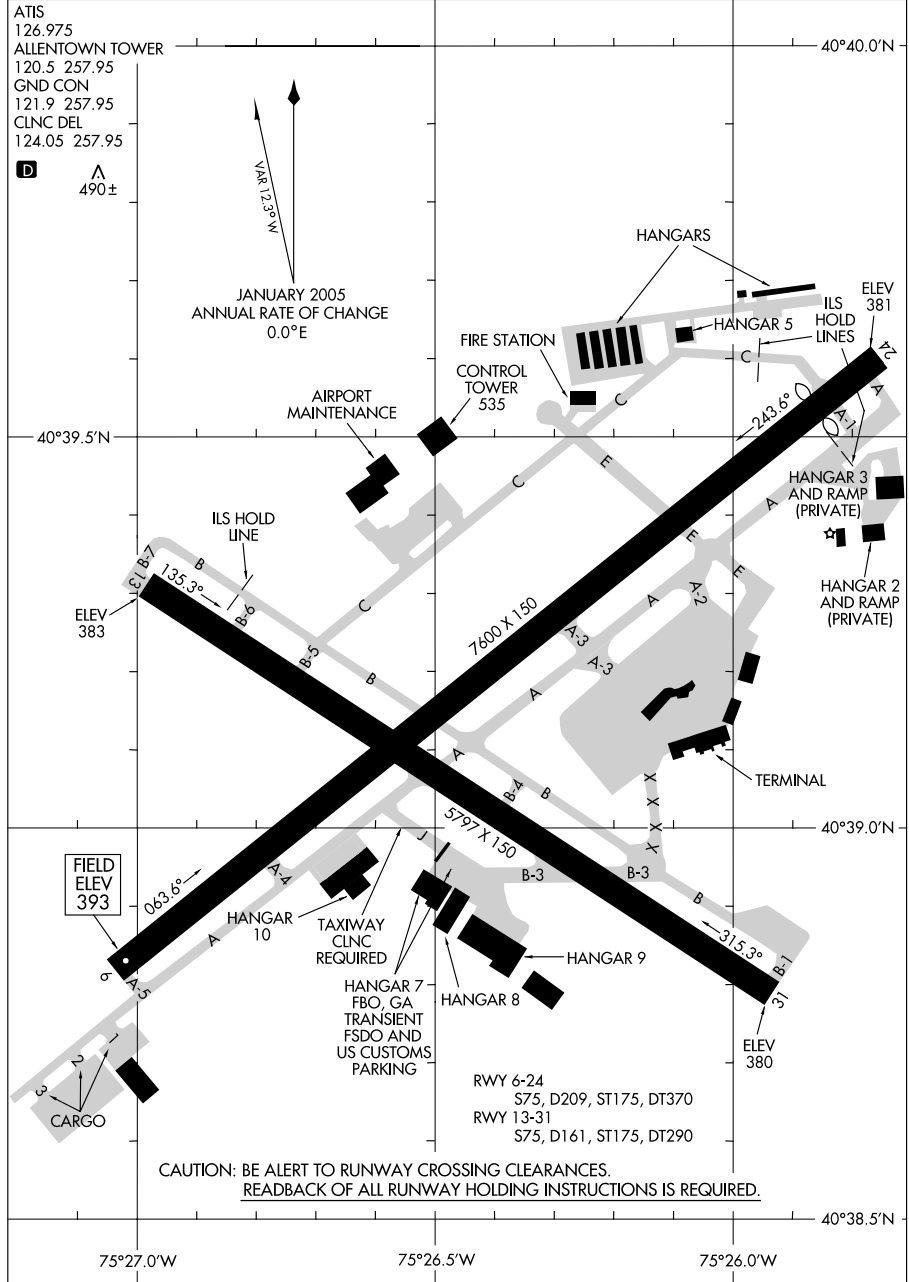 ATIS
126.975
ALLENTOWN TOWER
120.5 257.95
GND CON
121.9 257.95
CLNC DEL
124.05 257.95
D
490±
VAR 12.3° W
JANUARY 2005
ANNUAL RATE OF CHANGE
0.0°E
40°40.0'N
HANGARS
ELEV
381
ILS
HOLD
LINES
HANGAR 5
FIRE STATION
CONTROL
TOWER
535
AIRPORT
MAINTENANCE
C
24
A
C
243.6°
A-1
40°39.5'N
E
C
HANGAR 3
AND RAMP
(PRIVATE)
A
ILS HOLD
LINE
E
B-7
B
13
135.3°
E
HANGAR 2
AND RAMP
(PRIVATE)
A-2
A
C
B-6
ELEV
383
7600 X 150
A-3
A-3
B-5
B
A
A
TERMINAL
X
X
X
X
B-4
B
5797 X 150
J
40°39.0'N
FIELD
ELEV
393
063.6°
A-4
B-3
B-3
B
HANGAR
10
TAXIWAY
CLNC
REQUIRED
A
315.3°
HANGAR 9
B-1
6
A-5
HANGAR 7
FBO, GA
TRANSIENT
FSDO AND
US CUSTOMS
PARKING
HANGAR 8
31
ELEV
380
1
2
3
CARGO
RWY 6-24
S75, D209, ST175, DT370
RWY 13-31
S75, D161, ST175, DT290
CAUTION: BE ALERT TO RUNWAY CROSSING CLEARANCES.
READBACK OF ALL RUNWAY HOLDING INSTRUCTIONS IS REQUIRED.
40°38.5'N
75°27.0'W
75°26.5'W
75°26.0'W